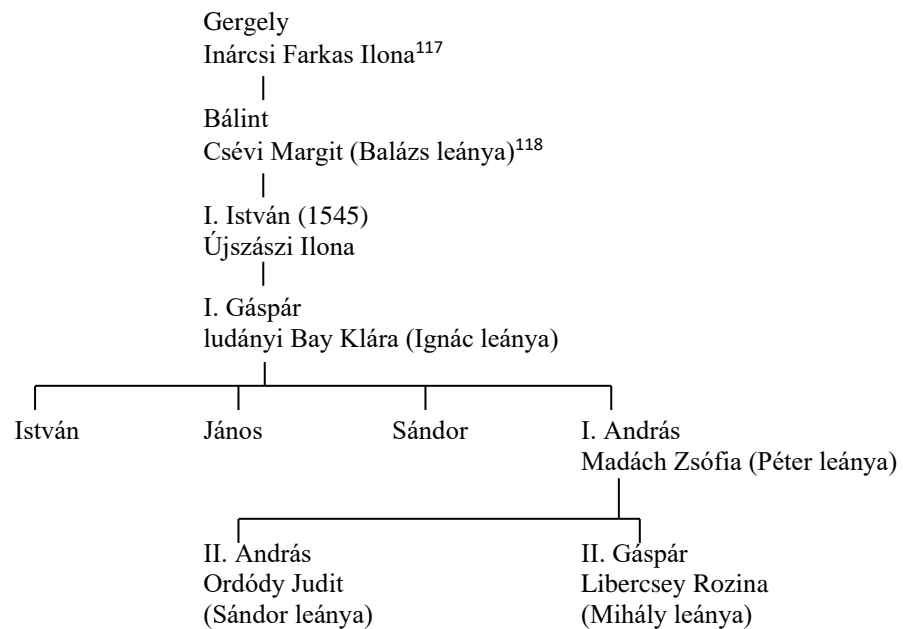 Gergely
Inárcsi Farkas Ilona117
Bálint
Csévi Margit (Balázs leánya)118
I. István (1545)
Újszászi Ilona
I. Gáspár
ludányi Bay Klára (Ignác leánya)
István János Sándor I. András
Madách Zsófia (Péter leánya)
II. András II. Gáspár
Ordódy Judit Libercsey Rozina
(Sándor leánya) (Mihály leánya)